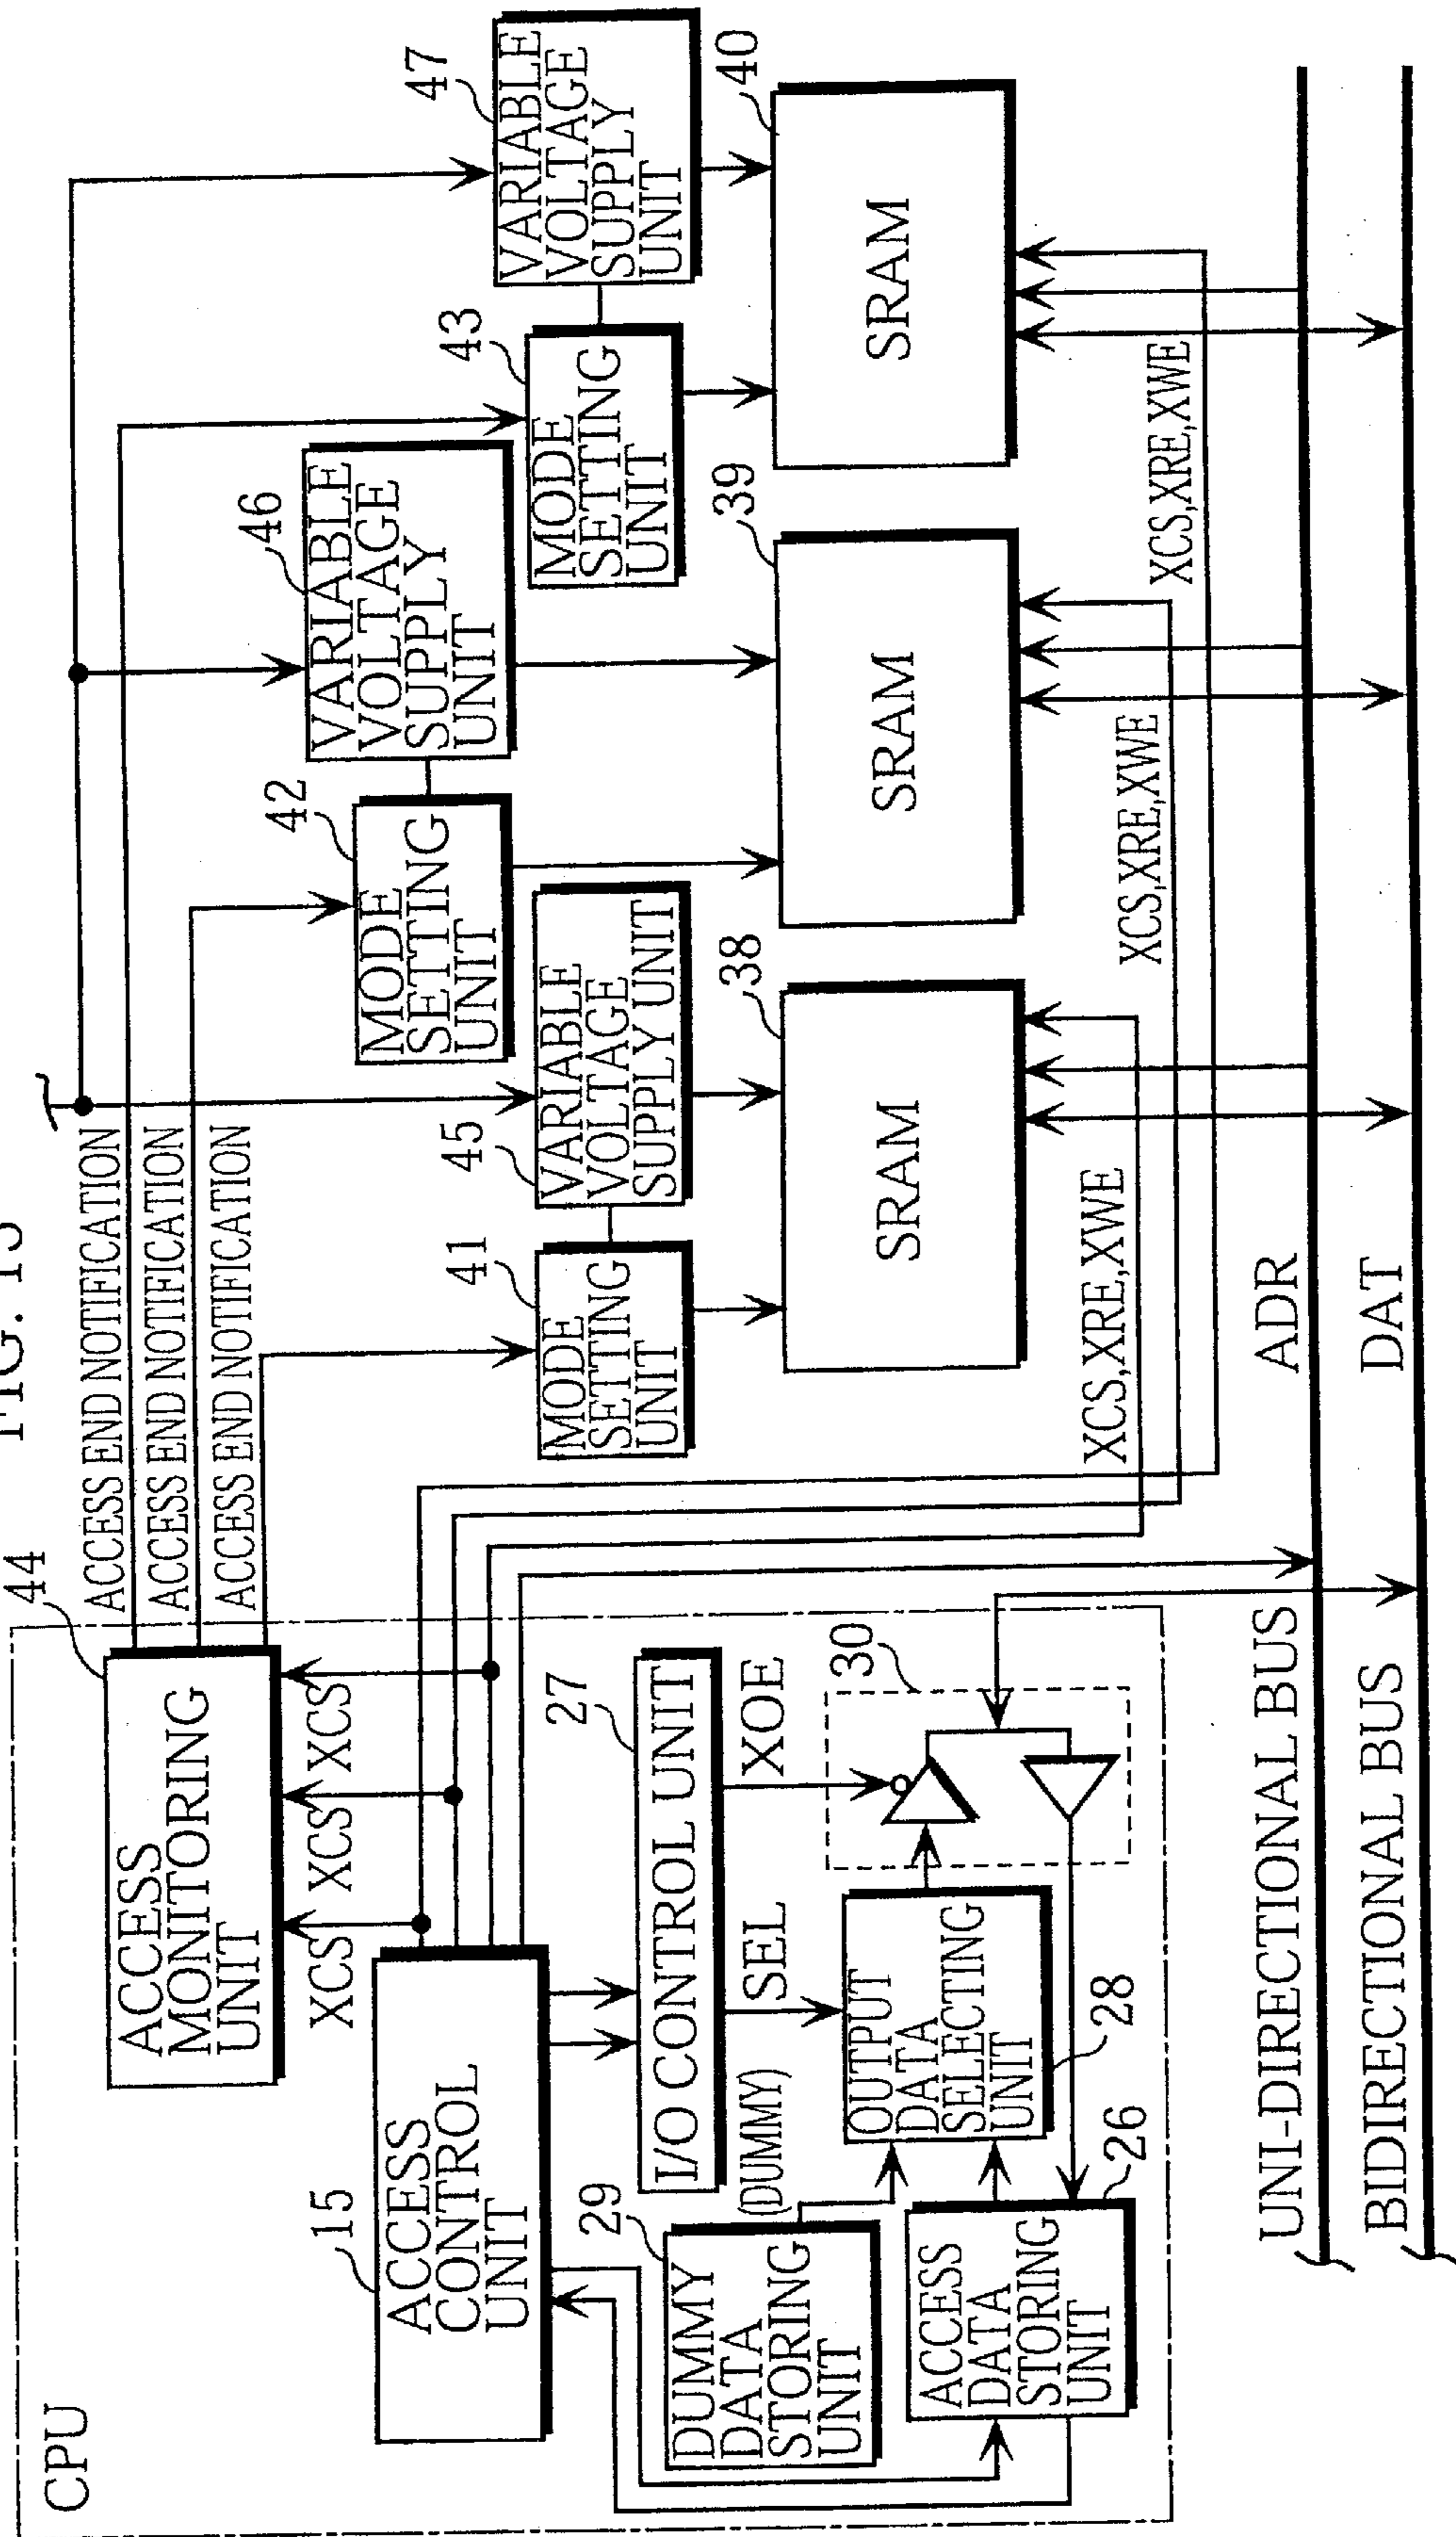 FIG. 13
CPU
44
ACCESS
MONITORING
UNIT
ACCESS END NOTIFICATION
ACCESS END NOTIFICATION
ACCESS END NOTIFICATION
XCS
XCS
XCS
15
ACCESS
CONTROL
UNIT
27
I/O CONTROL UNIT
XOE
SEL
30
29
DUMMY
DATA
STORING
UNIT
(DUMMY)
OUTPUT
DATA
SELECTING
UNIT
28
ACCESS
DATA
STORING
UNIT
26
41
MODE
SETTING
UNIT
45
VARIABLE
VOLTAGE
SUPPLY UNIT
38
SRAM
42
MODE
SETTING
UNIT
46
VARIABLE
VOLTAGE
SUPPLY
UNIT
39
SRAM
43
MODE
SETTING
UNIT
47
VARIABLE
VOLTAGE
SUPPLY
UNIT
40
SRAM
XCS,XRE,XWE
XCS,XRE,XWE
XCS,XRE,XWE
UNI-DIRECTIONAL BUS
ADR
BIDIRECTIONAL BUS
DAT